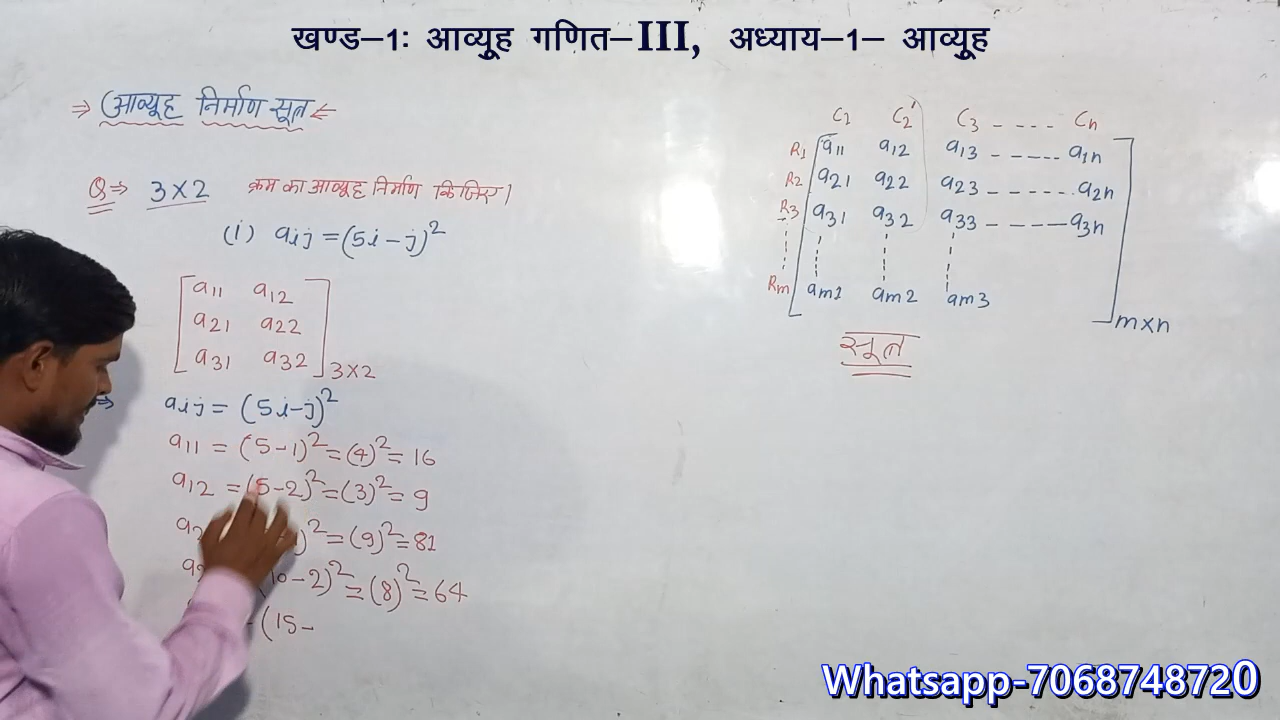 खण्ड–1ः आव्यूह गणित–III, अध्याय–1– आव्यूह
⇒ आव्यूह निर्माण सूत्र ⇐
Q ⇒ 3×2 क्रम का आव्यूह निर्माण किजिए।
(i) aij = (5i - j)²
a11 a12
a21 a22
a31 a32 3×2
⇒ aij = (5i-j)²
a11 = (5-1)² = (4)² = 16
a12 = (5-2)² = (3)² = 9
)² = (9)² = 81
10-2)² = (8)² = 64
(15-
C1 C2 C3 ---- Cn
R1 a11 a12 a13 ----- a1n
R2 a21 a22 a23 ------ a2n
R3 a31 a32 a33 ---- a3n
Rm am1 am2 am3
m×n
सूत्र
Whatsapp-7068748720